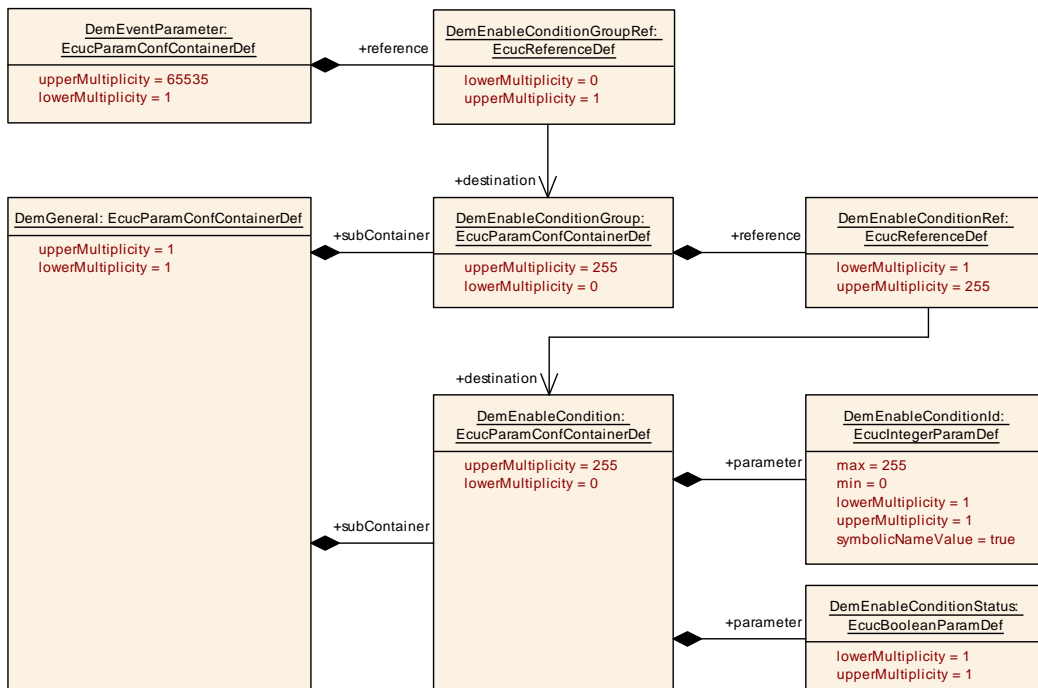 DemEventParameter:
EcucParamConfContainerDef
upperMultiplicity = 65535
lowerMultiplicity = 1
+reference
DemEnableConditionGroupRef:
EcucReferenceDef
lowerMultiplicity = 0
upperMultiplicity = 1
+destination
DemGeneral: EcucParamConfContainerDef
upperMultiplicity = 1
lowerMultiplicity = 1
+subContainer
DemEnableConditionGroup:
EcucParamConfContainerDef
upperMultiplicity = 255
lowerMultiplicity = 0
+reference
DemEnableConditionRef:
EcucReferenceDef
lowerMultiplicity = 1
upperMultiplicity = 255
+destination
DemEnableCondition:
EcucParamConfContainerDef
upperMultiplicity = 255
lowerMultiplicity = 0
+parameter
DemEnableConditionId:
EcucIntegerParamDef
max = 255
min = 0
lowerMultiplicity = 1
upperMultiplicity = 1
symbolicNameValue = true
+subContainer
+parameter
DemEnableConditionStatus:
EcucBooleanParamDef
lowerMultiplicity = 1
upperMultiplicity = 1